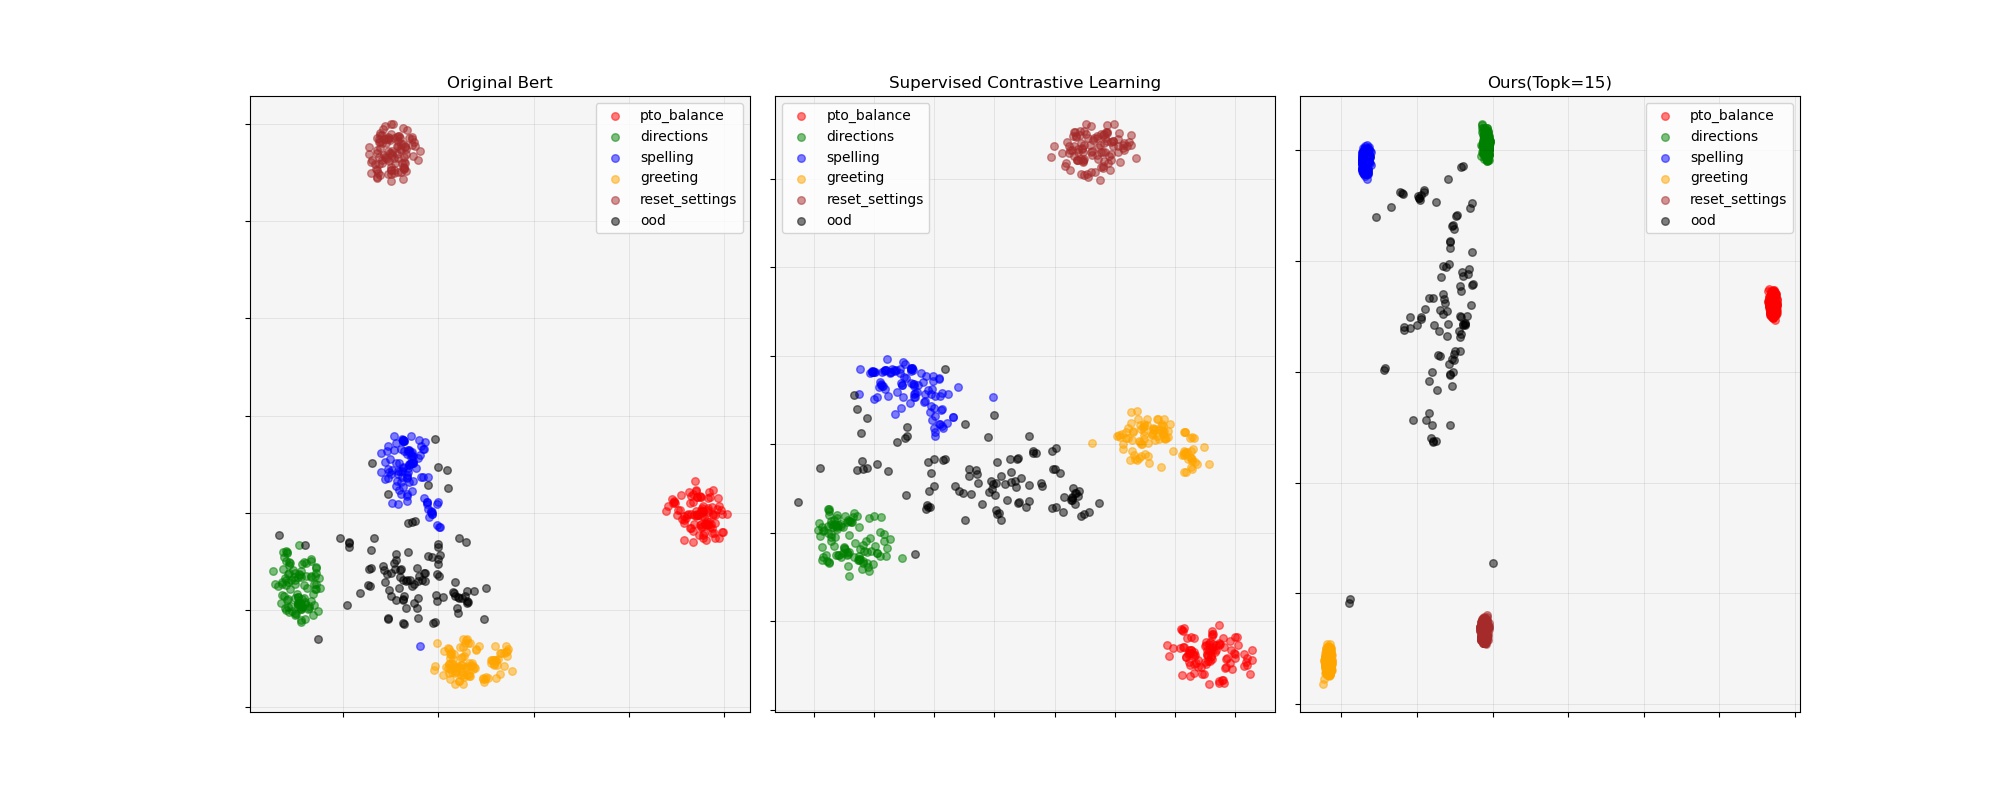 Original Bert
pto_balance
directions
spelling
greeting
reset_settings
ood
Supervised Contrastive Learning
pto_balance
directions
spelling
greeting
reset_settings
ood
Ours(Topk=15)
pto_balance
directions
spelling
greeting
reset_settings
ood